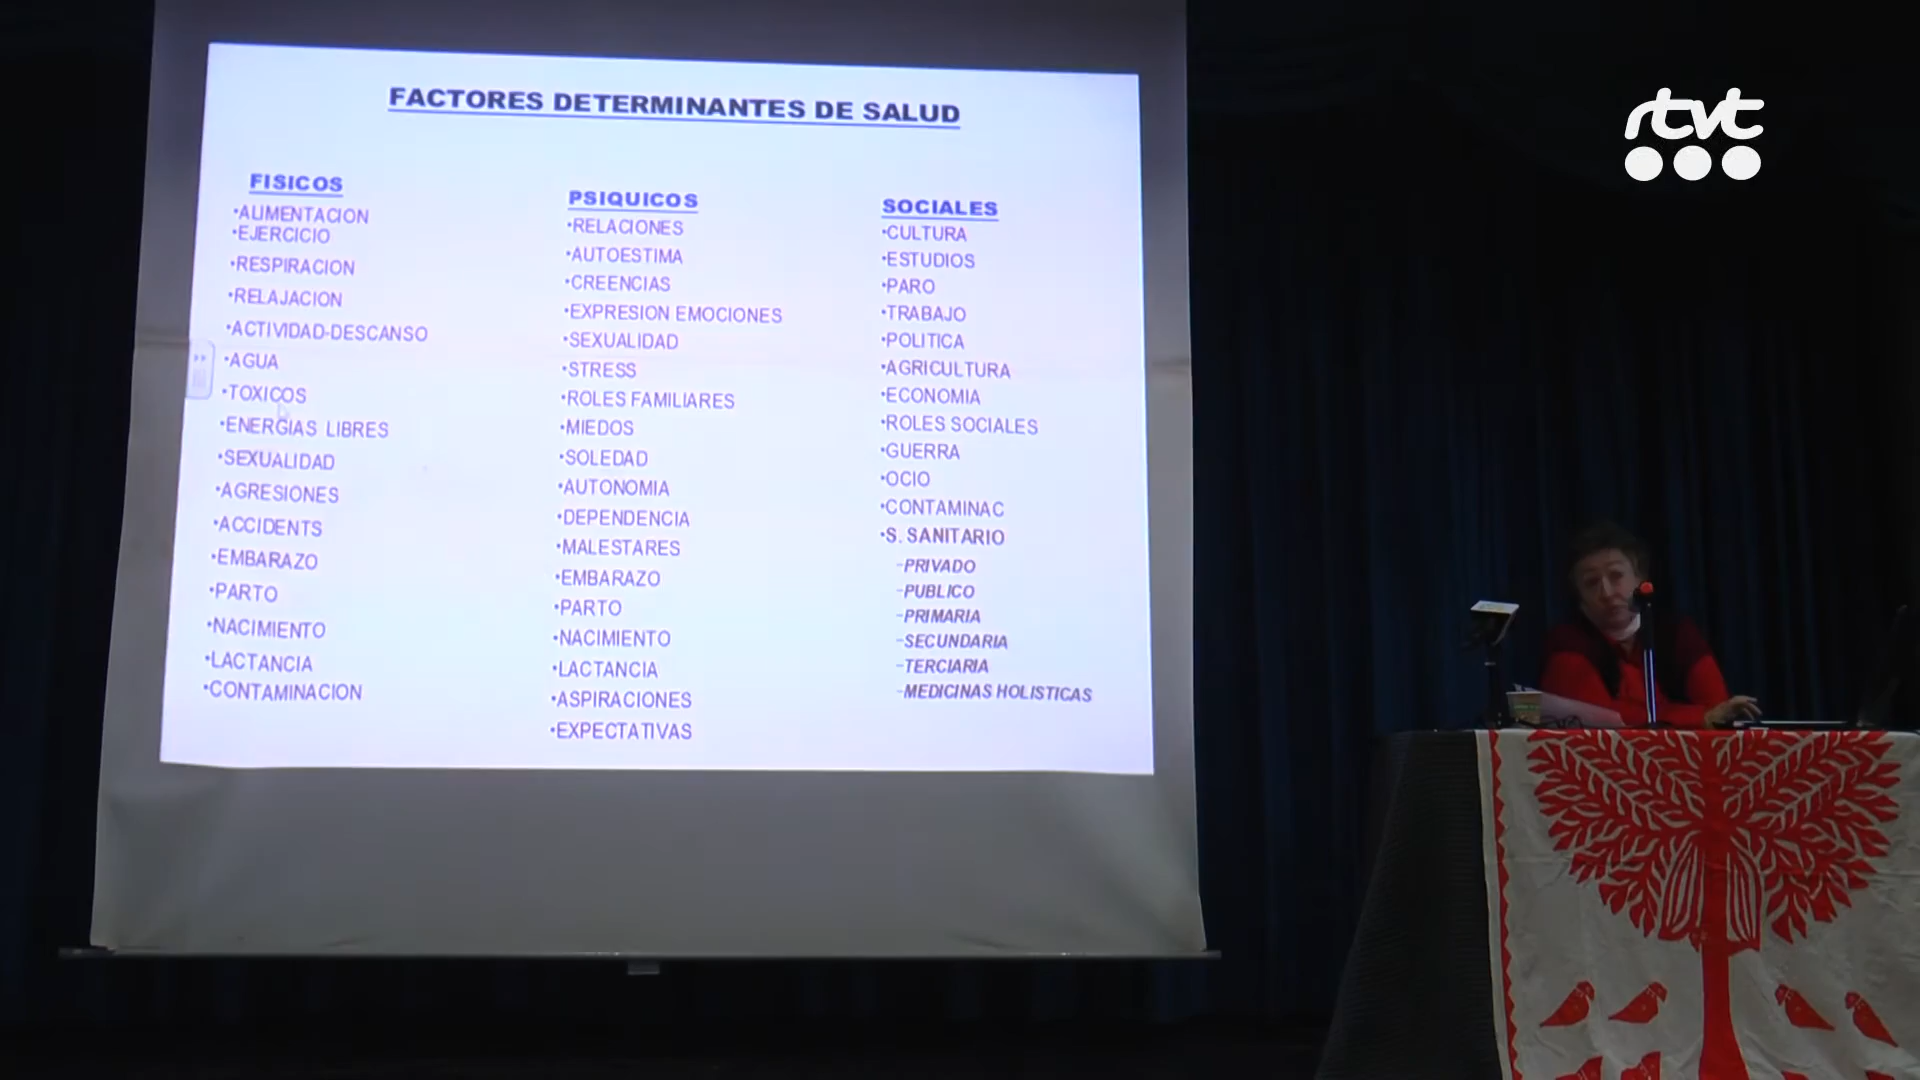 FACTORES DETERMINANTES DE SALUD
FISICOS
•ALIMENTACION
•EJERCICIO
•RESPIRACION
•RELAJACION
•ACTIVIDAD-DESCANSO
•AGUA
•TOXICOS
•ENERGIAS LIBRES
•SEXUALIDAD
•AGRESIONES
•ACCIDENTS
•EMBARAZO
•PARTO
•NACIMIENTO
•LACTANCIA
•CONTAMINACION
PSIQUICOS
•RELACIONES
•AUTOESTIMA
•CREENCIAS
•EXPRESION EMOCIONES
•SEXUALIDAD
•STRESS
•ROLES FAMILIARES
•MIEDOS
•SOLEDAD
•AUTONOMIA
•DEPENDENCIA
•MALESTARES
•EMBARAZO
•PARTO
•NACIMIENTO
•LACTANCIA
•ASPIRACIONES
•EXPECTATIVAS
SOCIALES
•CULTURA
•ESTUDIOS
•PARO
•TRABAJO
•POLITICA
•AGRICULTURA
•ECONOMIA
•ROLES SOCIALES
•GUERRA
•OCIO
•CONTAMINAC
•S. SANITARIO
–PRIVADO
–PUBLICO
–PRIMARIA
–SECUNDARIA
–TERCIARIA
–MEDICINAS HOLISTICAS
rtvt